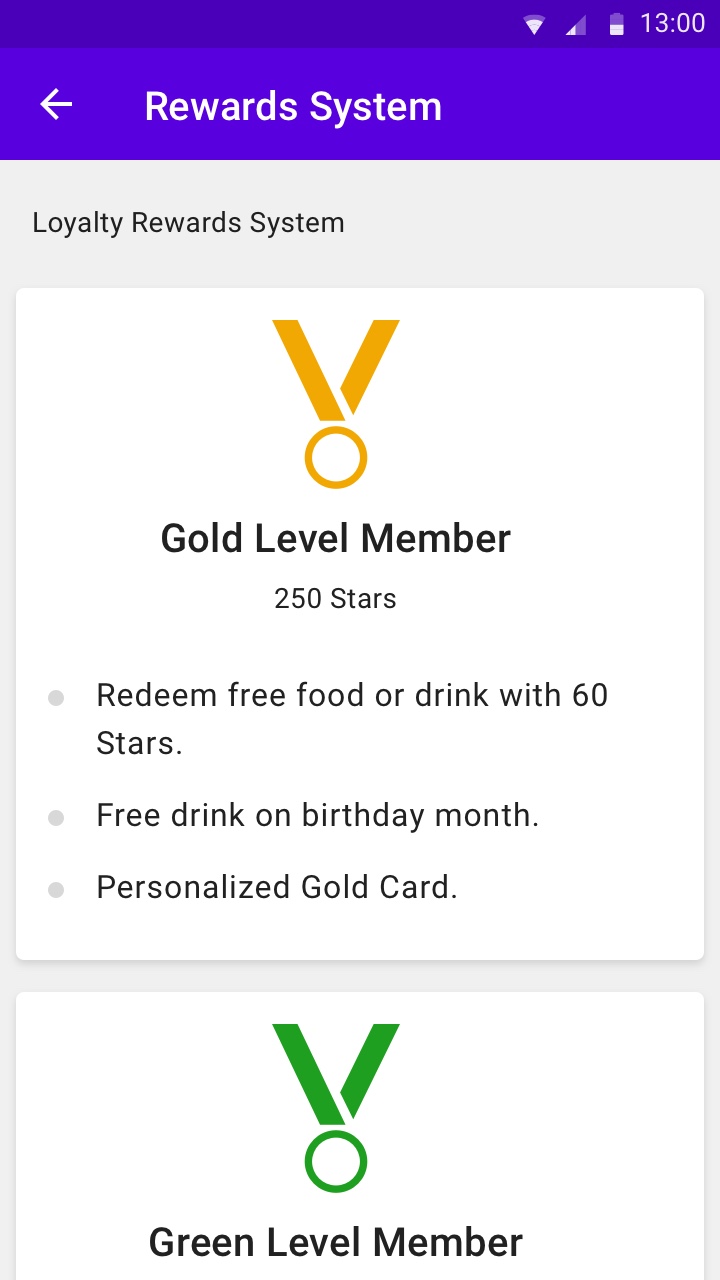 13:00
Rewards System
Loyalty Rewards System
Gold Level Member
250 Stars
Redeem free food or drink with 60
Stars.
Free drink on birthday month.
Personalized Gold Card.
Green Level Member